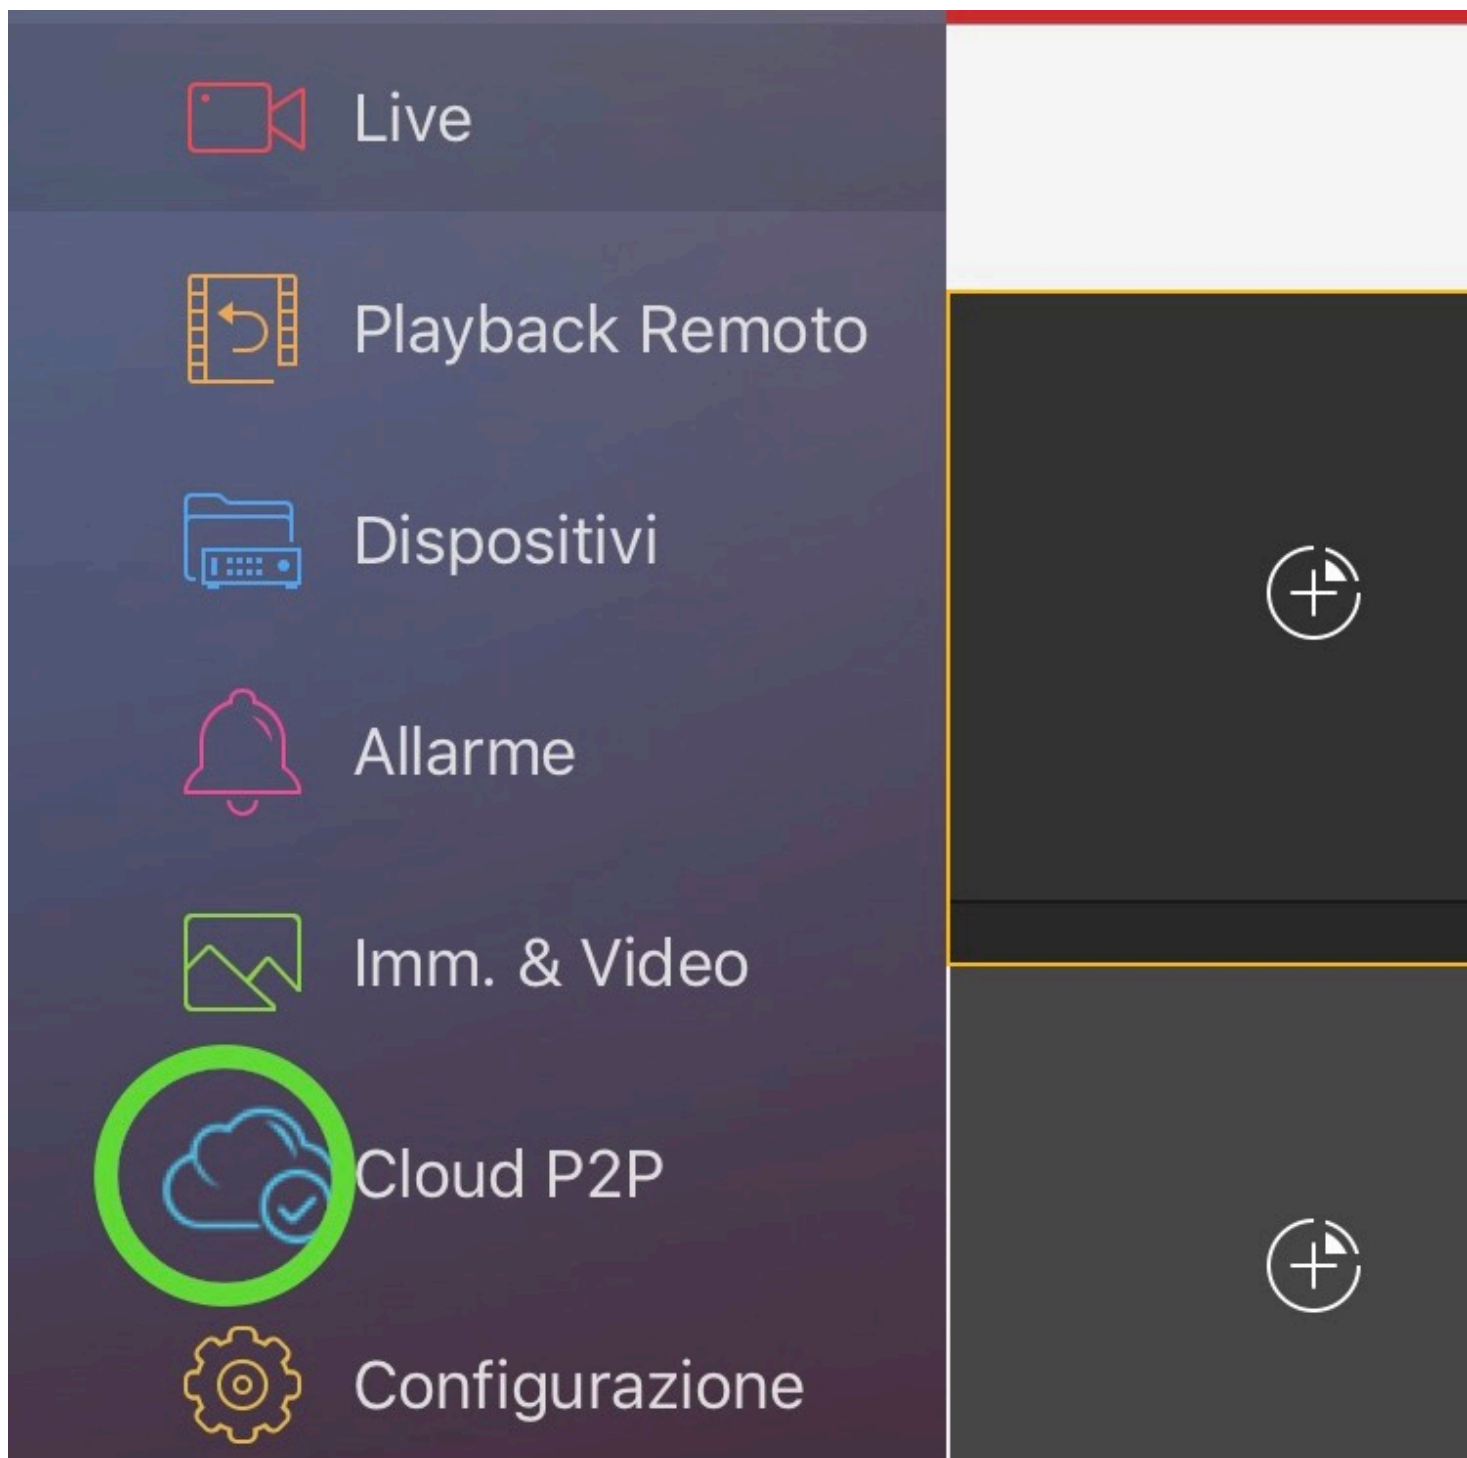 Live
Playback Remoto
Dispositivi
Allarme
Imm. & Video
Cloud P2P
Configurazione